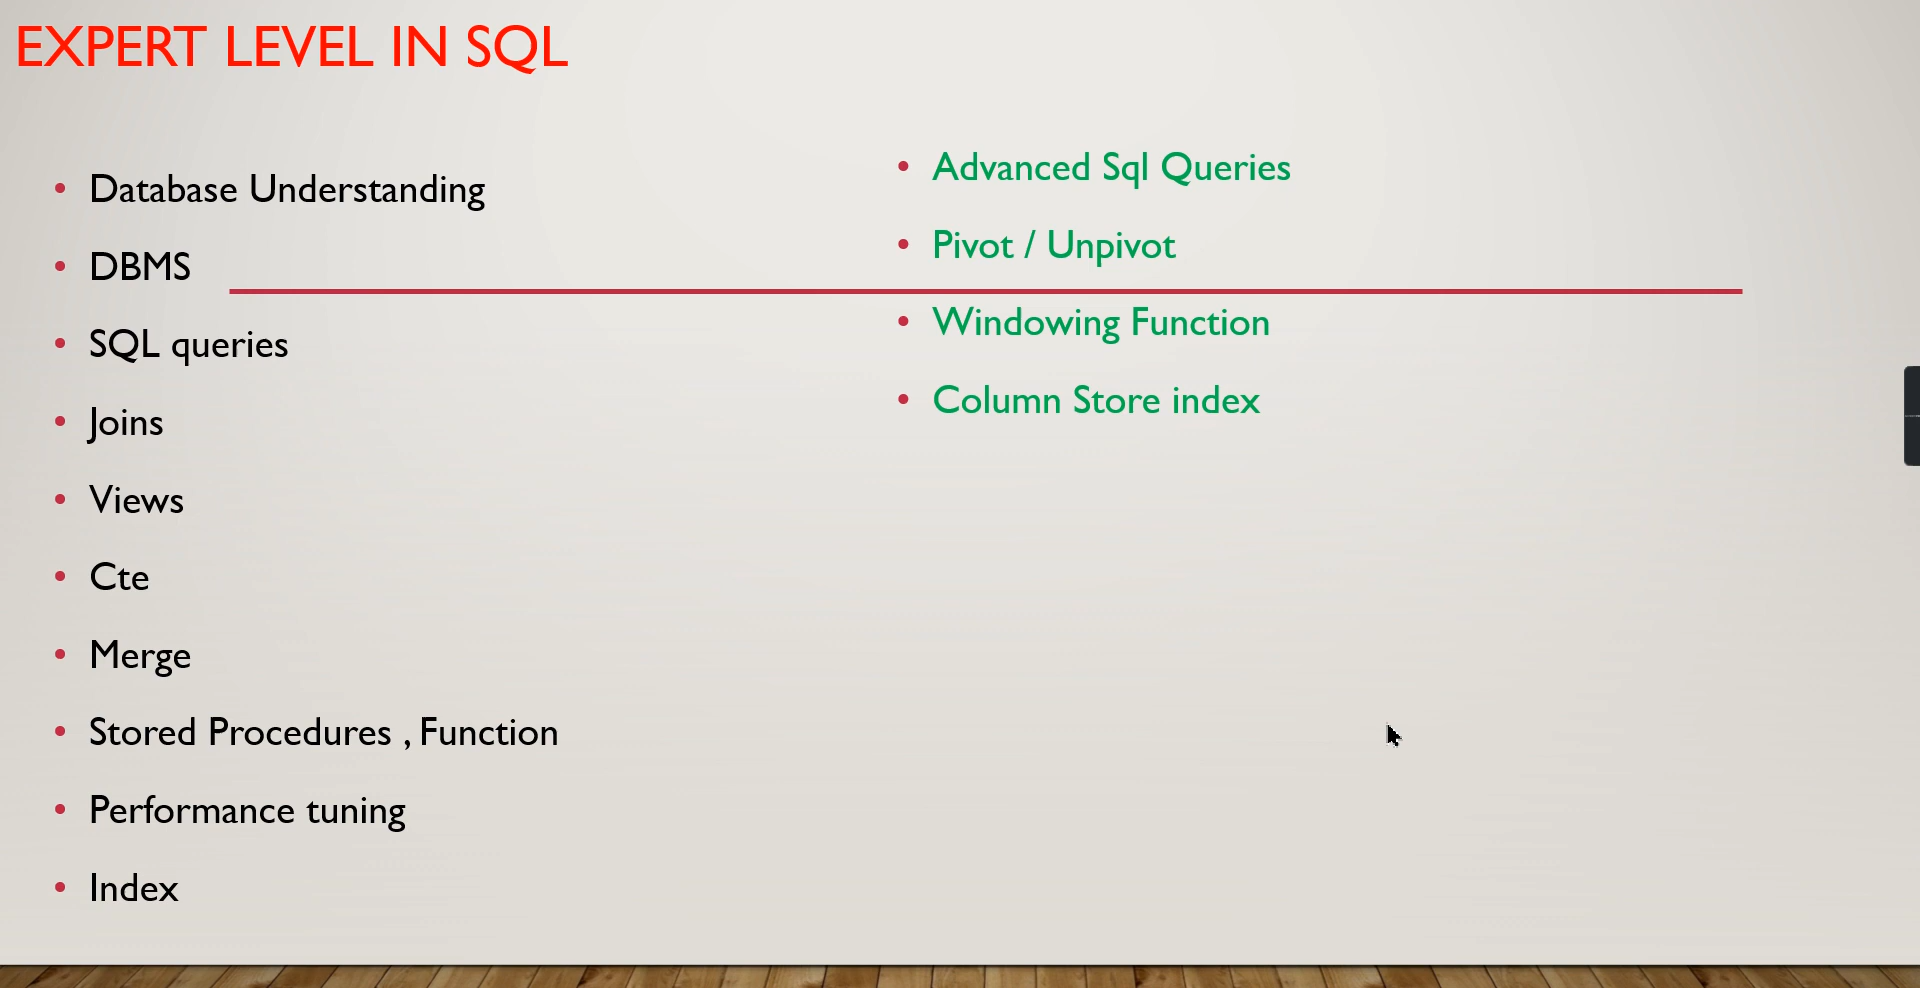 EXPERT LEVEL IN SQL
• Database Understanding
• DBMS
• SQL queries
• Joins
• Views
• Cte
• Merge
• Stored Procedures , Function
• Performance tuning
• Index
• Advanced Sql Queries
• Pivot / Unpivot
• Windowing Function
• Column Store index